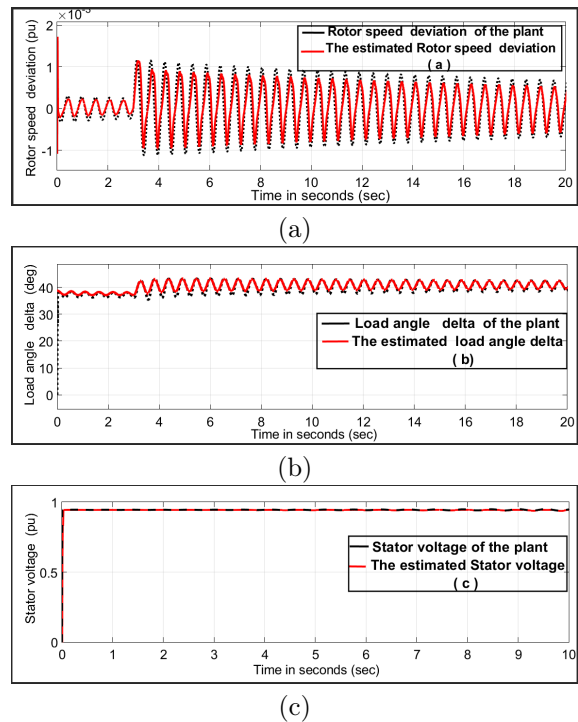 ×10⁻³
2
1
0
-1
Rotor speed deviation (pu)
Rotor speed deviation of the plant
The estimated Rotor speed deviation
( a )
0 2 4 6 8 10 12 14 16 18 20
Time in seconds (sec)
(a)
40
30
20
10
0
Load angle delta (deg)
Load angle delta of the plant
The estimated load angle delta
( b)
0 2 4 6 8 10 12 14 16 18 20
Time in seconds (sec)
(b)
1
0.5
0
Stator voltage (pu)
Stator voltage of the plant
The estimated Stator voltage
( c )
0 1 2 3 4 5 6 7 8 9 10
Time in seconds (sec)
(c)